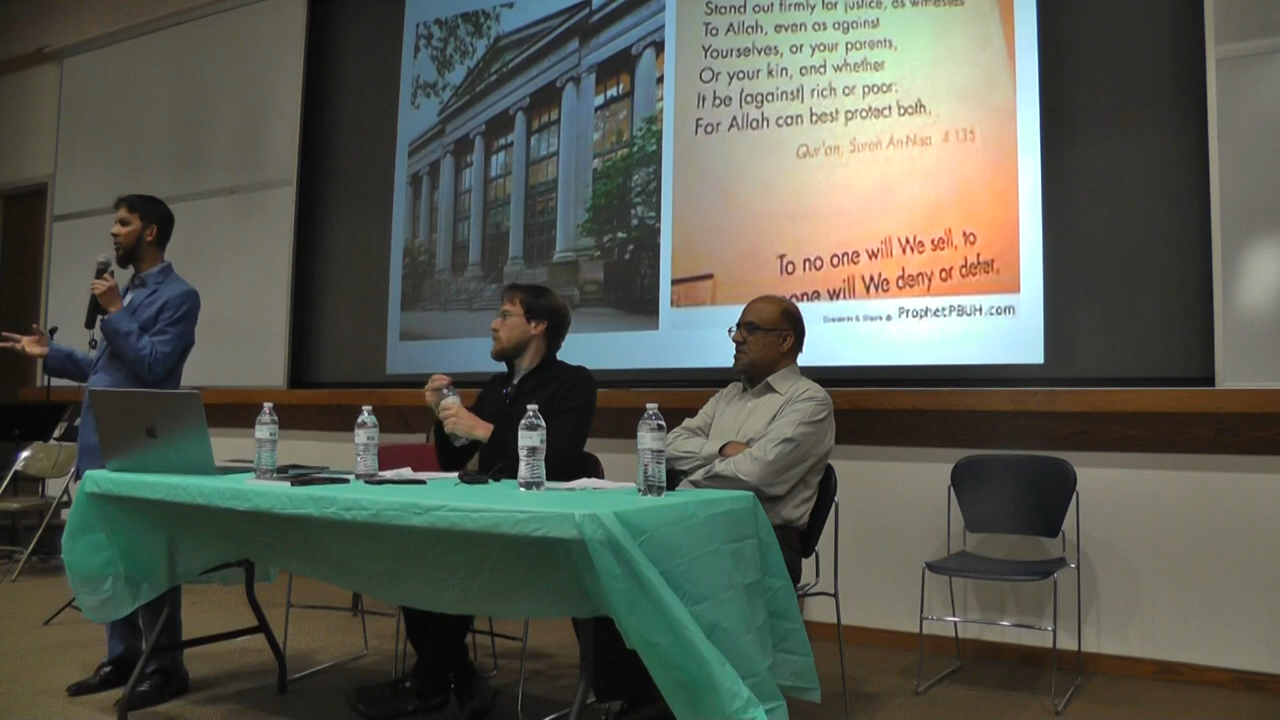 Stand out firmly for justice, as witnesses
To Allah, even as against
Yourselves, or your parents,
Or your kin, and whether
It be (against) rich or poor:
For Allah can best protect both.
Qur'an, Surah An-Nisa 4:135
To no one will We sell, to
one will We deny or defer,
ProphetPBUH.com